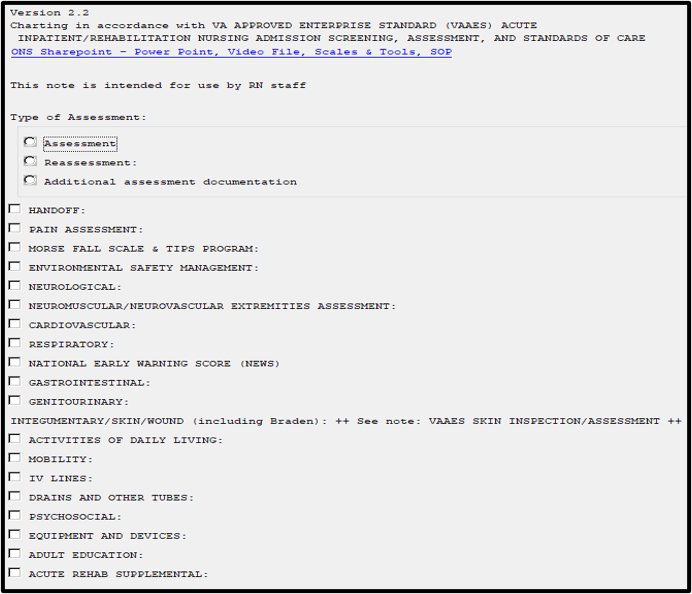 Version 2.2
Charting in accordance with VA APPROVED ENTERPRISE STANDARD (VAAES) ACUTE
INPATIENT/REHABILITATION NURSING ADMISSION SCREENING, ASSESSMENT, AND STANDARDS OF CARE
ONS Sharepoint - Power Point, Video File, Scales & Tools, SOP
This note is intended for use by RN staff
Type of Assessment:
Assessment
Reassessment:
Additional assessment documentation
HANDOFF:
PAIN ASSESSMENT:
MORSE FALL SCALE & TIPS PROGRAM:
ENVIRONMENTAL SAFETY MANAGEMENT:
NEUROLOGICAL:
NEUROMUSCULAR/NEUROVASCULAR EXTREMITIES ASSESSMENT:
CARDIOVASCULAR:
RESPIRATORY:
NATIONAL EARLY WARNING SCORE (NEWS)
GASTROINTESTINAL:
GENITOURINARY:
INTEGUMENTARY/SKIN/WOUND (including Braden): ++ See note: VAAES SKIN INSPECTION/ASSESSMENT ++
ACTIVITIES OF DAILY LIVING:
MOBILITY:
IV LINES:
DRAINS AND OTHER TUBES:
PSYCHOSOCIAL:
EQUIPMENT AND DEVICES:
ADULT EDUCATION:
ACUTE REHAB SUPPLEMENTAL: